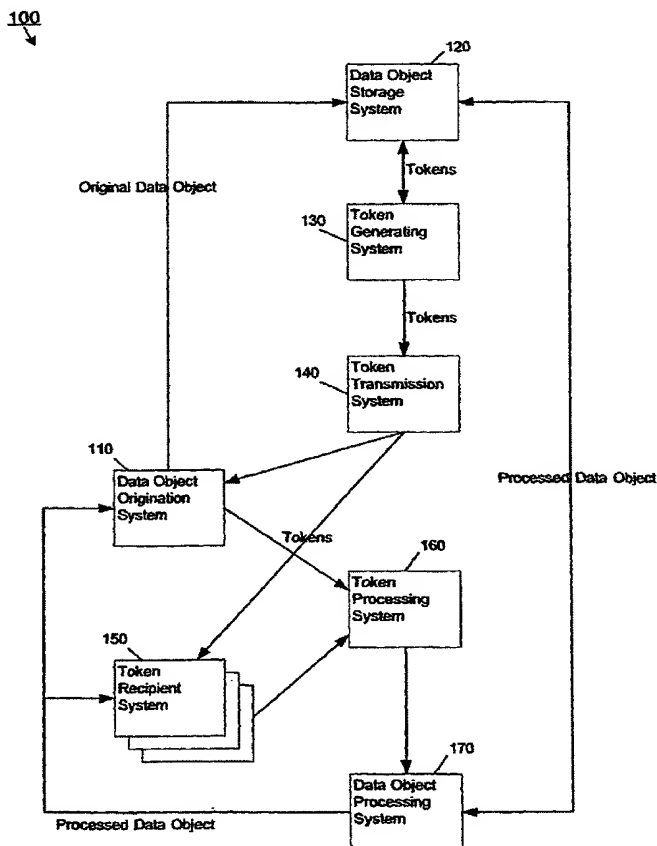 100
120
Data Object
Storage
System
Tokens
Original Data Object
130
Token
Generating
System
Tokens
140
Token
Transmission
System
110
Data Object
Origination
System
Processed Data Object
Tokens
160
Token
Processing
System
150
Token
Recipient
System
170
Data Object
Processing
System
Processed Data Object